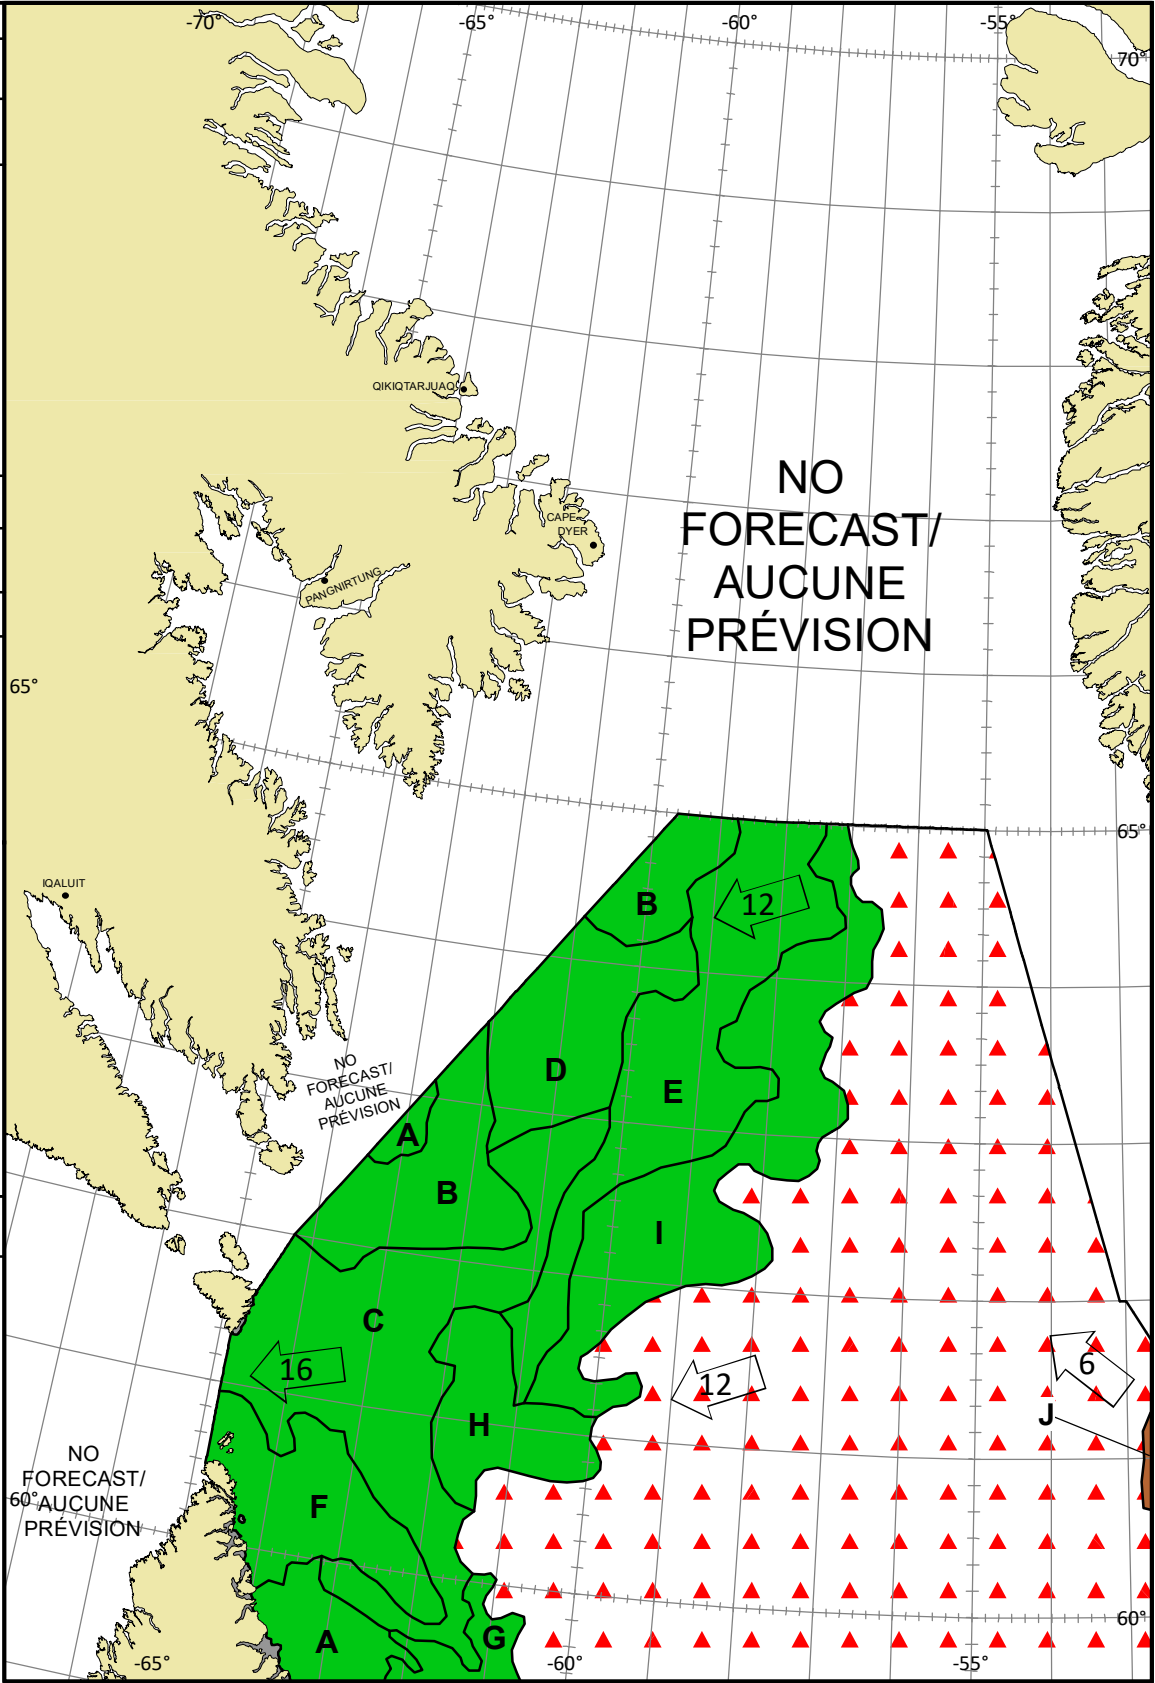 -70°
-65°
-60°
-55°
70°
QIKIQTARJUAQ
NO
FORECAST/
AUCUNE
PRÉVISION
CAPE
DYER
PANGNIRTUNG
65°
65°
IQALUIT
B
12
NO
FORECAST/
AUCUNE
PRÉVISION
D
E
A
B
I
C
16
12
6
J
H
NO
FORECAST/
AUCUNE
PRÉVISION
60°
F
60°
A
G
-65°
-60°
-55°